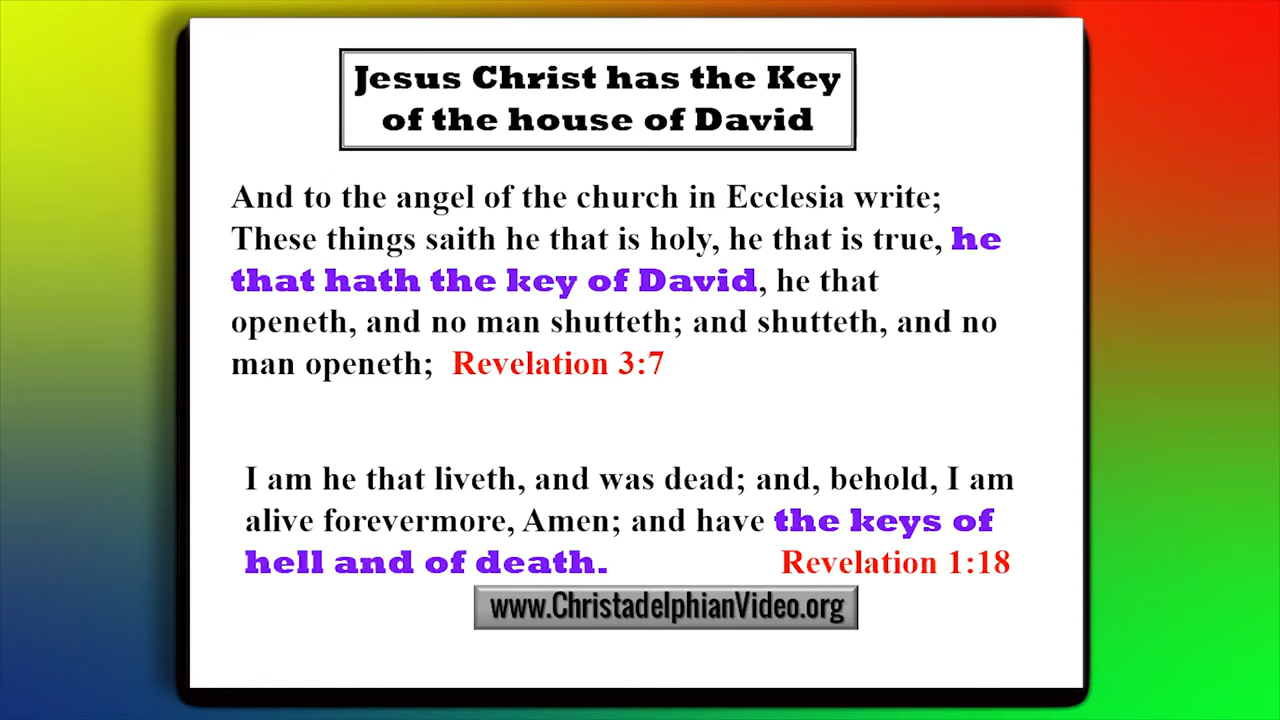 Jesus Christ has the Key
of the house of David
And to the angel of the church in Ecclesia write;
These things saith he that is holy, he that is true, he
that hath the key of David, he that
openeth, and no man shutteth; and shutteth, and no
man openeth; Revelation 3:7
I am he that liveth, and was dead; and, behold, I am
alive forevermore, Amen; and have the keys of
hell and of death. Revelation 1:18
www.ChristadelphianVideo.org